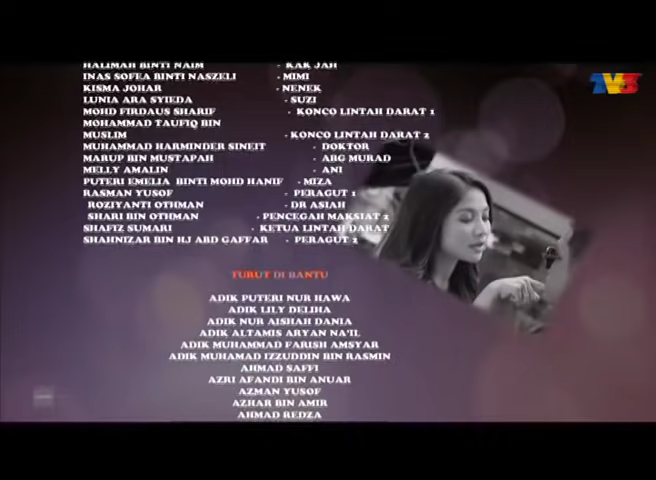 HALIMAH BINTI NAIM - KAK JAH
INAS SOFEA BINTI NASZELI - MIMI
KISMA JOHAR - NENEK
LUNIA ARA SYIEDA - SUZI
MOHD FIRDAUS SHARIF - KONCO LINTAH DARAT 1
MOHAMMAD TAUFIQ BIN
MUSLIM - KONCO LINTAH DARAT 2
MUHAMMAD HARMINDER SINEIT - DOKTOR
MARUP BIN MUSTAPAH - ABG MURAD
MELLY AMALIN - ANI
PUTERI EMELIA BINTI MOHD HANIF - MIZA
RASMAN YUSOF - PERAGUT 1
ROZIYANTI OTHMAN - DR ASIAH
SHARI BIN OTHMAN - PENCEGAH MAKSIAT 2
SHAFIZ SUMARI - KETUA LINTAH DARAT
SHAHNIZAR BIN HJ ABD GAFFAR - PERAGUT 2
TURUT DI BANTU
ADIK PUTERI NUR HAWA
ADIK LILY DELIHA
ADIK NUR AISHAH DANIA
ADIK ALTAMIS ARYAN NA'IL
ADIK MUHAMMAD FARISH AMSYAR
ADIK MUHAMAD IZZUDDIN BIN RASMIN
AHMAD SAFFI
AZRI AFANDI BIN ANUAR
AZMAN YUSOF
AZHAR BIN AMIR
AHMAD REDZA
TV3